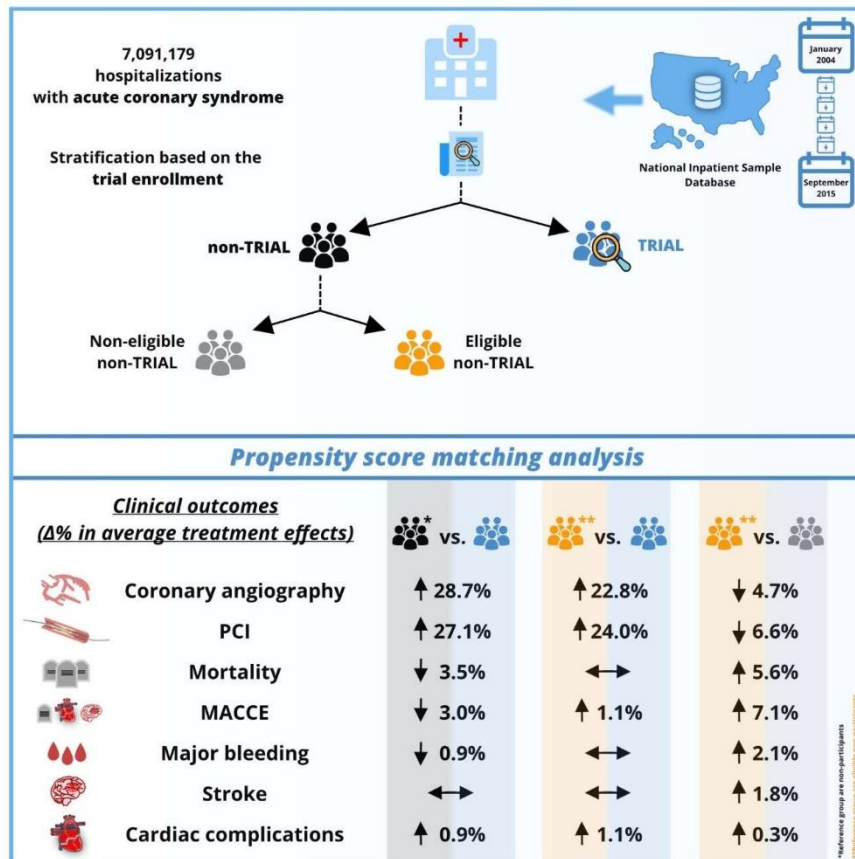 7,091,179
hospitalizations
with acute coronary syndrome
January
2004
Stratification based on the
trial enrollment
National Inpatient Sample
Database
September
2015
non-TRIAL
TRIAL
Non-eligible
non-TRIAL
Eligible
non-TRIAL
Propensity score matching analysis
Clinical outcomes
(Δ% in average treatment effects)
* vs.
** vs.
** vs.
Coronary angiography ↑ 28.7% ↑ 22.8% ↓ 4.7%
PCI ↑ 27.1% ↑ 24.0% ↓ 6.6%
Mortality ↓ 3.5% ↔ ↑ 5.6%
MACCE ↓ 3.0% ↑ 1.1% ↑ 7.1%
Major bleeding ↓ 0.9% ↔ ↑ 2.1%
Stroke ↔ ↔ ↑ 1.8%
Cardiac complications ↑ 0.9% ↑ 1.1% ↑ 0.3%
*Reference group are non-participants